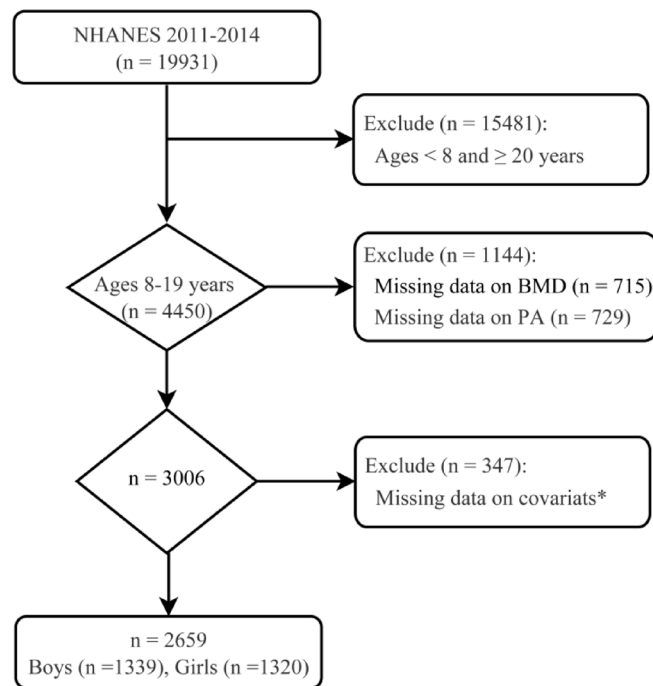 NHANES 2011-2014
(n = 19931)
Exclude (n = 15481):
Ages < 8 and ≥ 20 years
Ages 8-19 years
(n = 4450)
Exclude (n = 1144):
Missing data on BMD (n = 715)
Missing data on PA (n = 729)
n = 3006
Exclude (n = 347):
Missing data on covariats*
n = 2659
Boys (n =1339), Girls (n =1320)